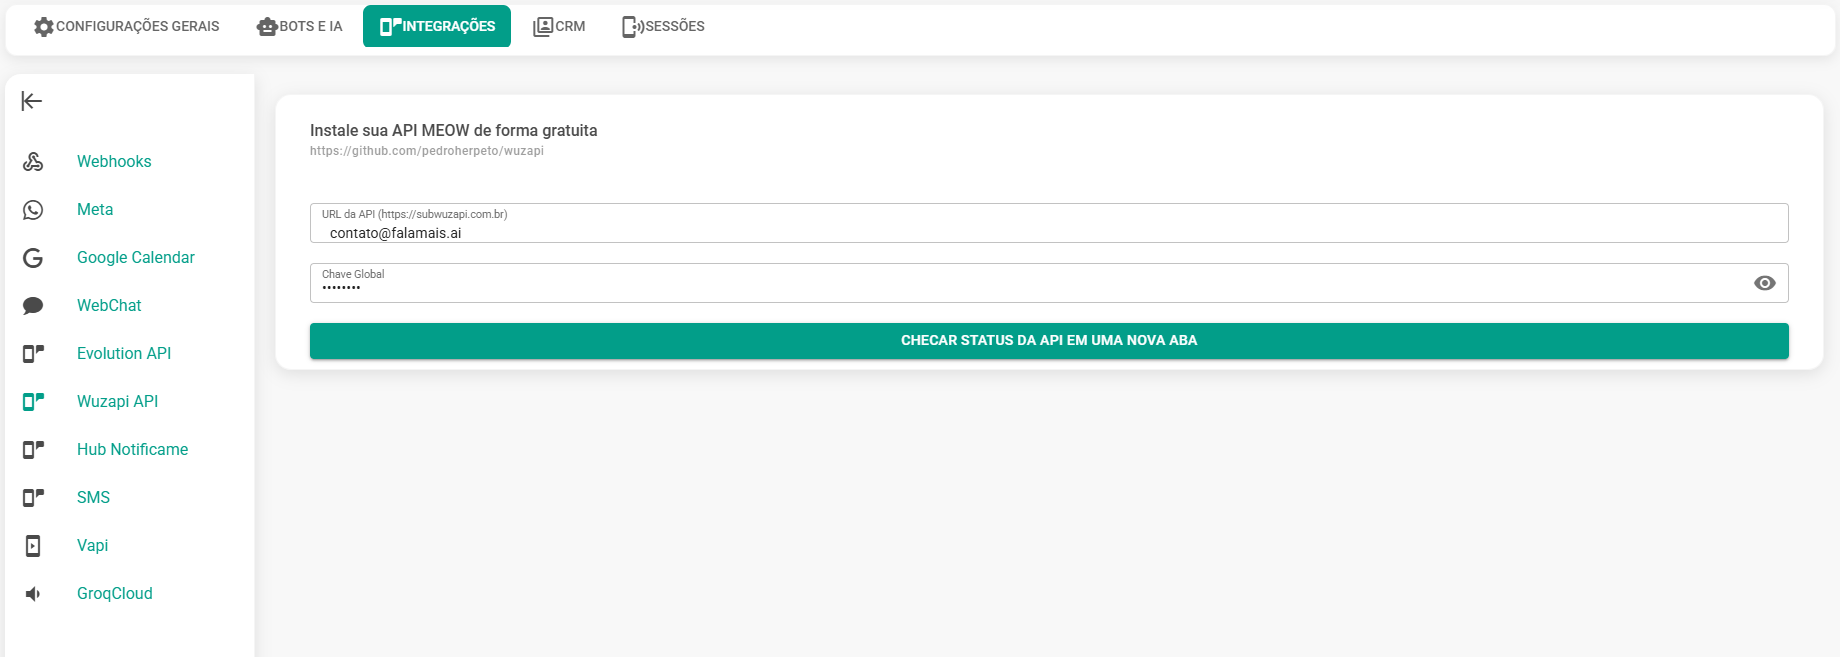 CONFIGURAÇÕES GERAIS
BOTS E IA
INTEGRAÇÕES
CRM
SESSÕES
Webhooks
Meta
Google Calendar
WebChat
Evolution API
Wuzapi API
Hub Notificame
SMS
Vapi
GroqCloud
Instale sua API MEOW de forma gratuita
https://github.com/pedroherpeto/wuzapi
URL da API (https://subwuzapi.com.br)
contato@falamais.ai
Chave Global
••••••••
CHECAR STATUS DA API EM UMA NOVA ABA